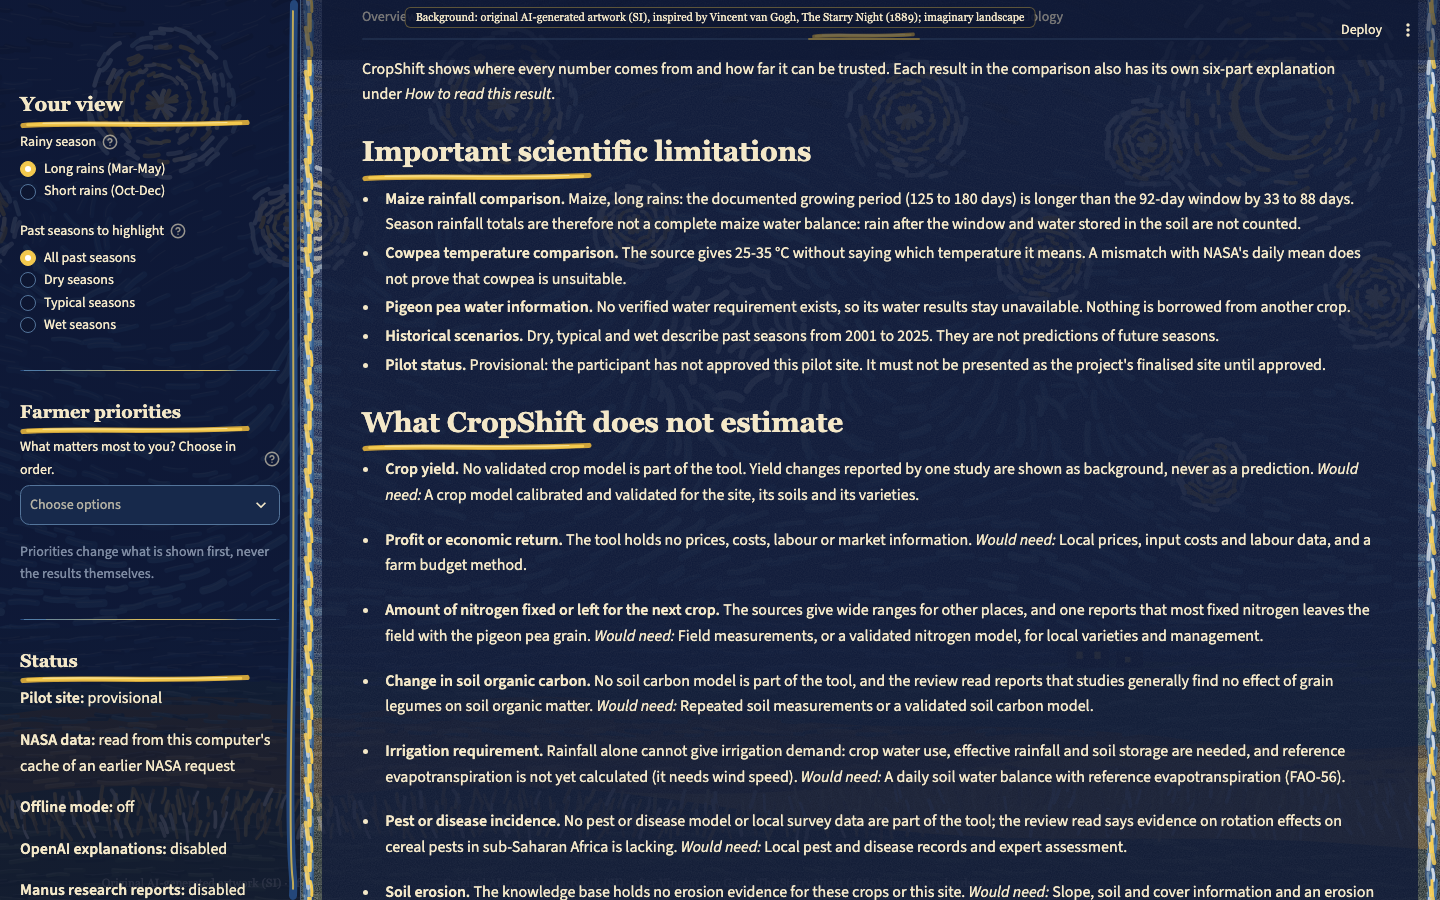 Your view
Rainy season
Long rains (Mar-May)
Short rains (Oct-Dec)
Past seasons to highlight
All past seasons
Dry seasons
Typical seasons
Wet seasons
Farmer priorities
What matters most to you? Choose in
order.
Choose options
Priorities change what is shown first, never
the results themselves.
Status
Pilot site: provisional
NASA data: read from this computer's
cache of an earlier NASA request
Offline mode: off
OpenAI explanations: disabled
Manus research reports: disabled
Background: original AI-generated artwork (SI), inspired by Vincent van Gogh, The Starry Night (1889); imaginary landscape
Deploy
CropShift shows where every number comes from and how far it can be trusted. Each result in the comparison also has its own six-part explanation
under How to read this result.
Important scientific limitations
• Maize rainfall comparison. Maize, long rains: the documented growing period (125 to 180 days) is longer than the 92-day window by 33 to 88 days.
Season rainfall totals are therefore not a complete maize water balance: rain after the window and water stored in the soil are not counted.
• Cowpea temperature comparison. The source gives 25-35 °C without saying which temperature it means. A mismatch with NASA's daily mean does
not prove that cowpea is unsuitable.
• Pigeon pea water information. No verified water requirement exists, so its water results stay unavailable. Nothing is borrowed from another crop.
• Historical scenarios. Dry, typical and wet describe past seasons from 2001 to 2025. They are not predictions of future seasons.
• Pilot status. Provisional: the participant has not approved this pilot site. It must not be presented as the project's finalised site until approved.
What CropShift does not estimate
• Crop yield. No validated crop model is part of the tool. Yield changes reported by one study are shown as background, never as a prediction. Would
need: A crop model calibrated and validated for the site, its soils and its varieties.
• Profit or economic return. The tool holds no prices, costs, labour or market information. Would need: Local prices, input costs and labour data, and a
farm budget method.
• Amount of nitrogen fixed or left for the next crop. The sources give wide ranges for other places, and one reports that most fixed nitrogen leaves the
field with the pigeon pea grain. Would need: Field measurements, or a validated nitrogen model, for local varieties and management.
• Change in soil organic carbon. No soil carbon model is part of the tool, and the review read reports that studies generally find no effect of grain
legumes on soil organic matter. Would need: Repeated soil measurements or a validated soil carbon model.
• Irrigation requirement. Rainfall alone cannot give irrigation demand: crop water use, effective rainfall and soil storage are needed, and reference
evapotranspiration is not yet calculated (it needs wind speed). Would need: A daily soil water balance with reference evapotranspiration (FAO-56).
• Pest or disease incidence. No pest or disease model or local survey data are part of the tool; the review read says evidence on rotation effects on
cereal pests in sub-Saharan Africa is lacking. Would need: Local pest and disease records and expert assessment.
• Soil erosion. The knowledge base holds no erosion evidence for these crops or this site. Would need: Slope, soil and cover information and an erosion